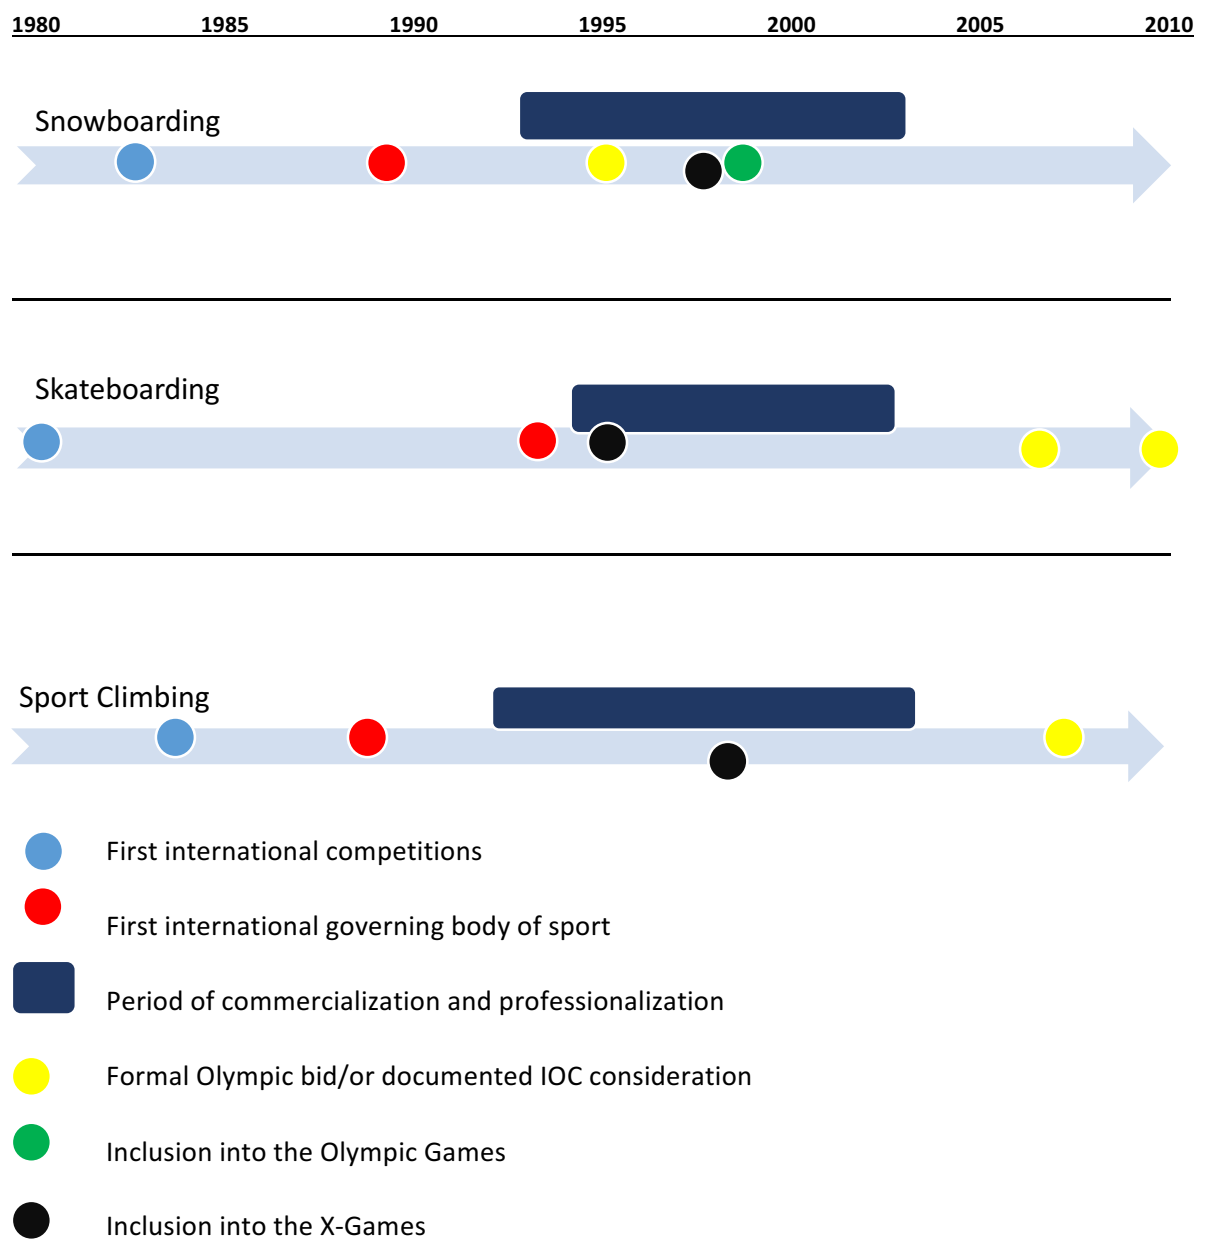 1980 1985 1990 1995 2000 2005 2010
Snowboarding
Skateboarding
Sport Climbing
First international competitions
First international governing body of sport
Period of commercialization and professionalization
Formal Olympic bid/or documented IOC consideration
Inclusion into the Olympic Games
Inclusion into the X-Games